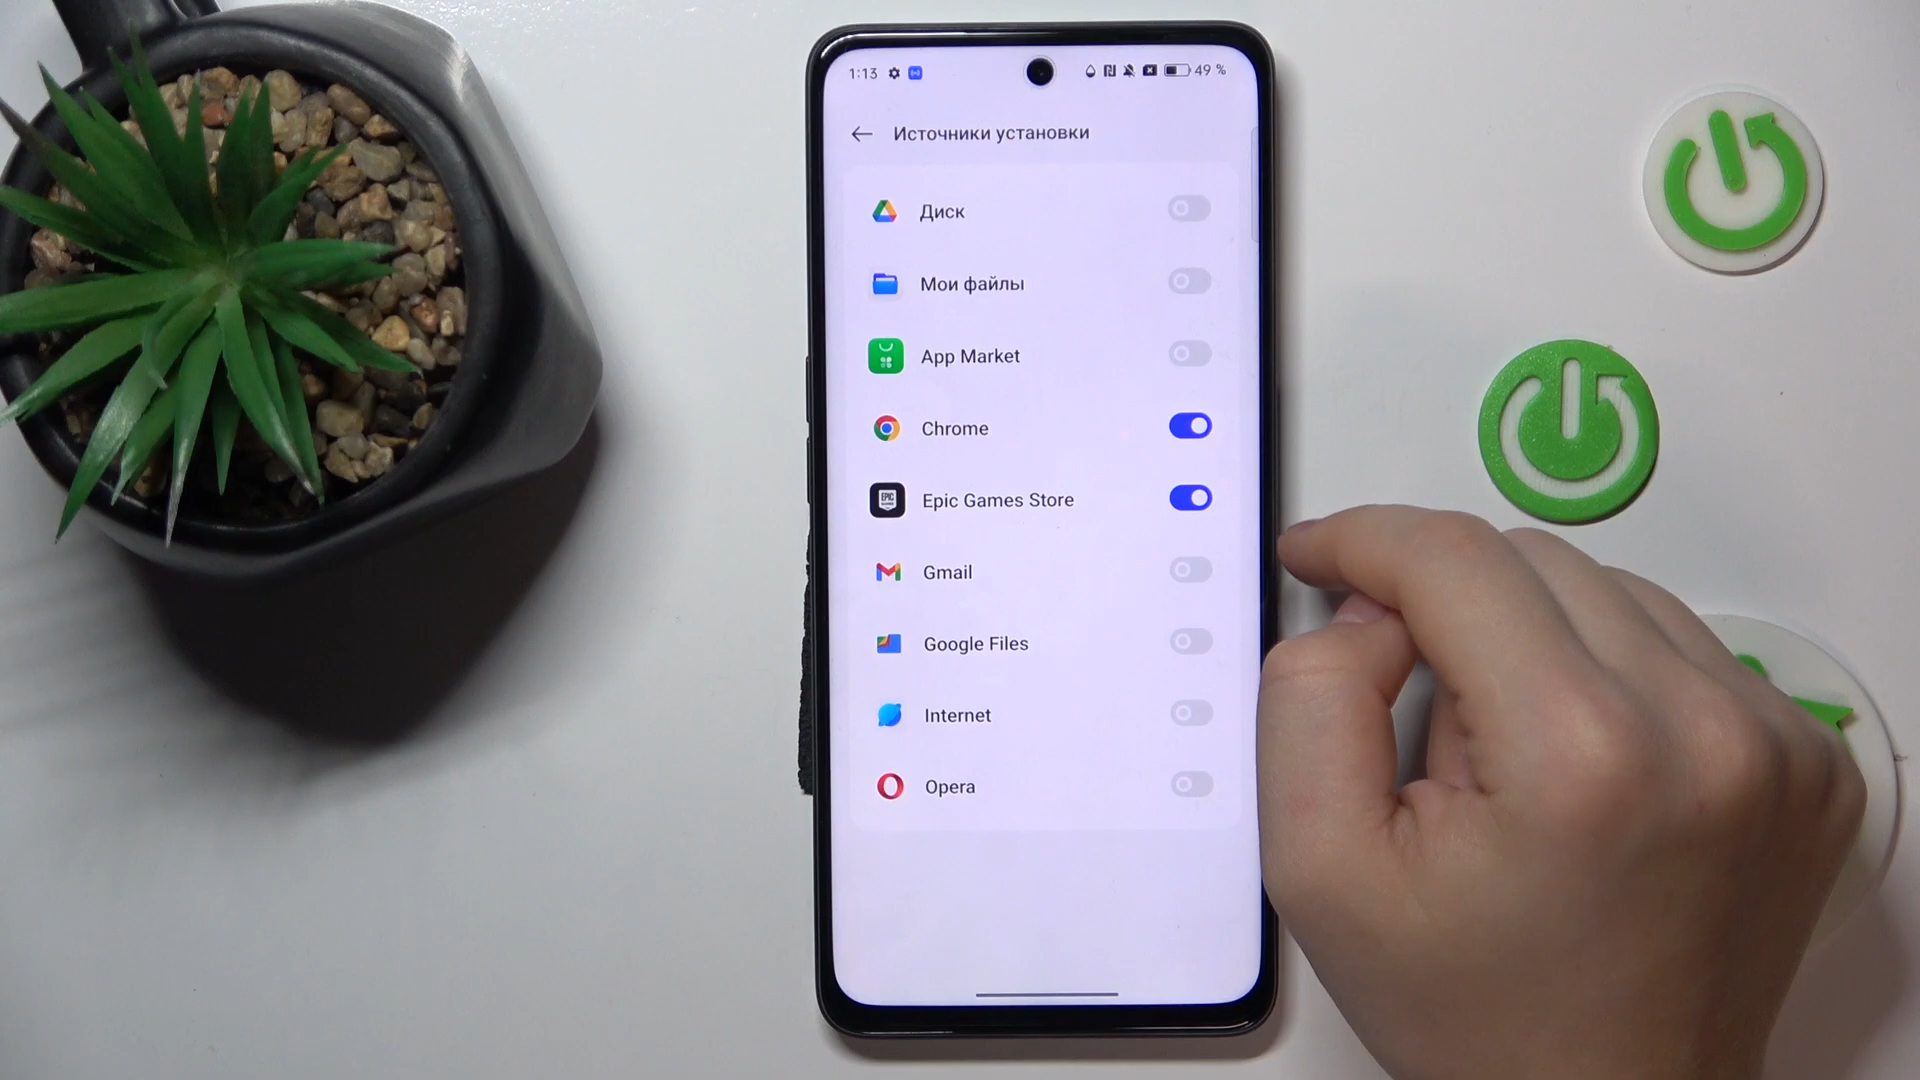 1:13 49 %
Источники установки
Диск
Мои файлы
App Market
Chrome
Epic Games Store
Gmail
Google Files
Internet
Opera